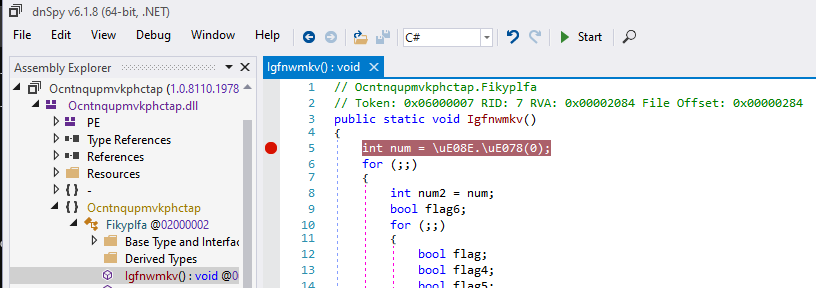 dnSpy v6.1.8 (64-bit, .NET)
File Edit View Debug Window Help C# Start
Assembly Explorer
Igfnwmkv() : void
Ocntnqupmvkphctap (1.0.8110.1978
Ocntnqupmvkphctap.dll
PE
Type References
References
Resources
{ } -
{ } Ocntnqupmvkphctap
Fikyplfa @02000002
Base Type and Interfac
Derived Types
Igfnwmkv() : void @0
1 // Ocntnqupmvkphctap.Fikyplfa
2 // Token: 0x06000007 RID: 7 RVA: 0x00002084 File Offset: 0x00000284
3 public static void Igfnwmkv()
4 {
5 int num = \uE08E.\uE078(0);
6 for (;;)
7 {
8 int num2 = num;
9 bool flag6;
10 for (;;)
11 {
12 bool flag;
13 bool flag4;
14 bool flag5;